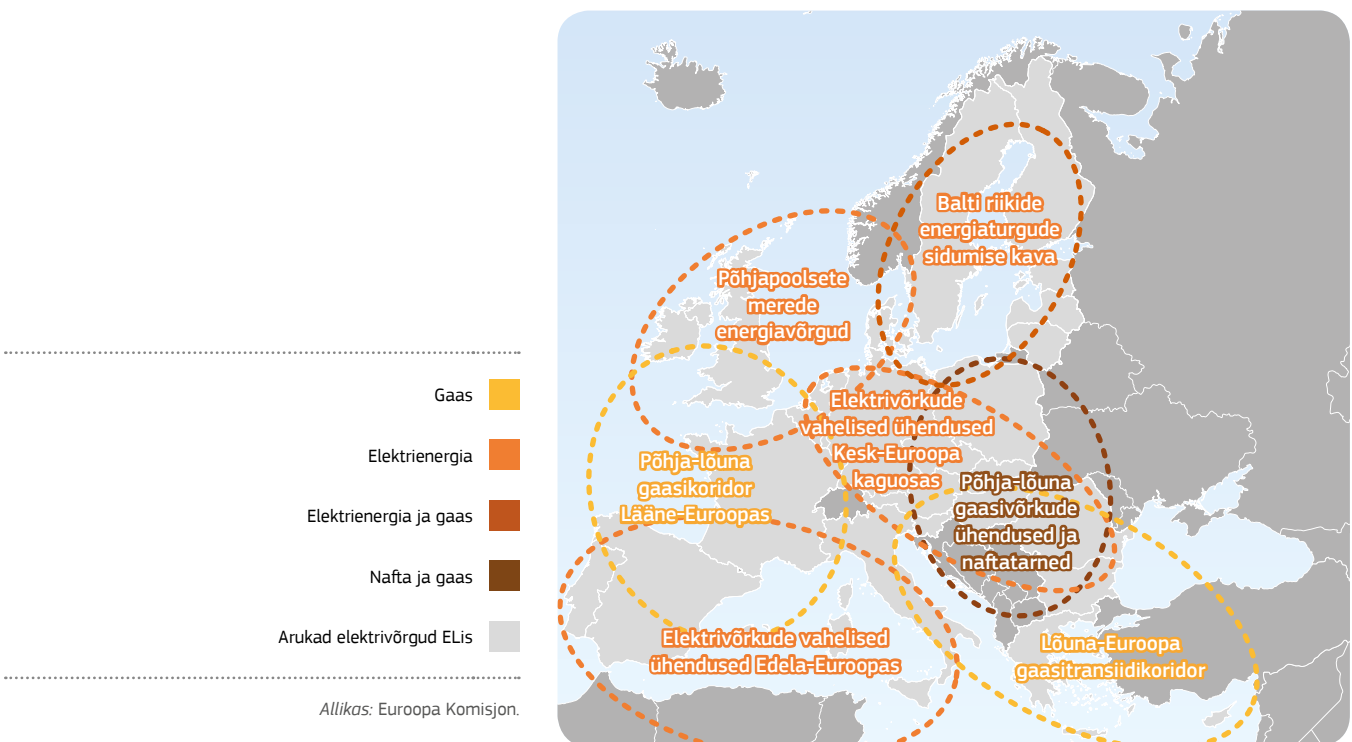 Gaas
Elektrienergia
Elektrienergia ja gaas
Nafta ja gaas
Arukad elektrivõrgud ELis
Allikas: Euroopa Komisjon.
Balti riikide
energiaturgude
sidumise kava
Põhjapoolsete
merede
energiavõrgud
Elektrivõrkude
vahelised ühendused
Kesk-Euroopa
kaguosas
Põhja-lõuna
gaasikoridor
Lääne-Euroopas
Põhja-lõuna
gaasivõrkude
ühendused ja
naftatarned
Elektrivõrkude vahelised
ühendused Edela-Euroopas
Lõuna-Euroopa
gaasitransiidikoridor